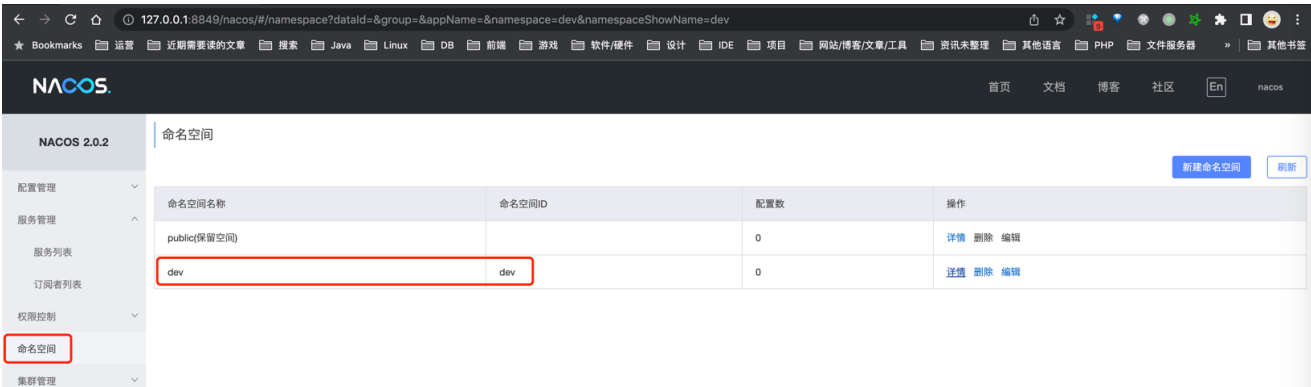 127.0.0.1:8849/nacos/#/namespace?dataId=&group=&appName=&namespace=dev&namespaceShowName=dev
9
Bookmarks 运营 近期需要读的文章 搜索 Java Linux DB 前端 游戏 软件/硬件 设计 IDE 项目 网站/博客/文章/工具 资讯未整理 其他语言 PHP 文件服务器 » 其他书签
NACOS. 首页 文档 博客 社区 En nacos
NACOS 2.0.2
命名空间
新建命名空间 刷新
配置管理
命名空间名称 命名空间ID 配置数 操作
服务管理
public(保留空间) 0 详情 删除 编辑
服务列表
dev dev 0 详情 删除 编辑
订阅者列表
权限控制
命名空间
集群管理